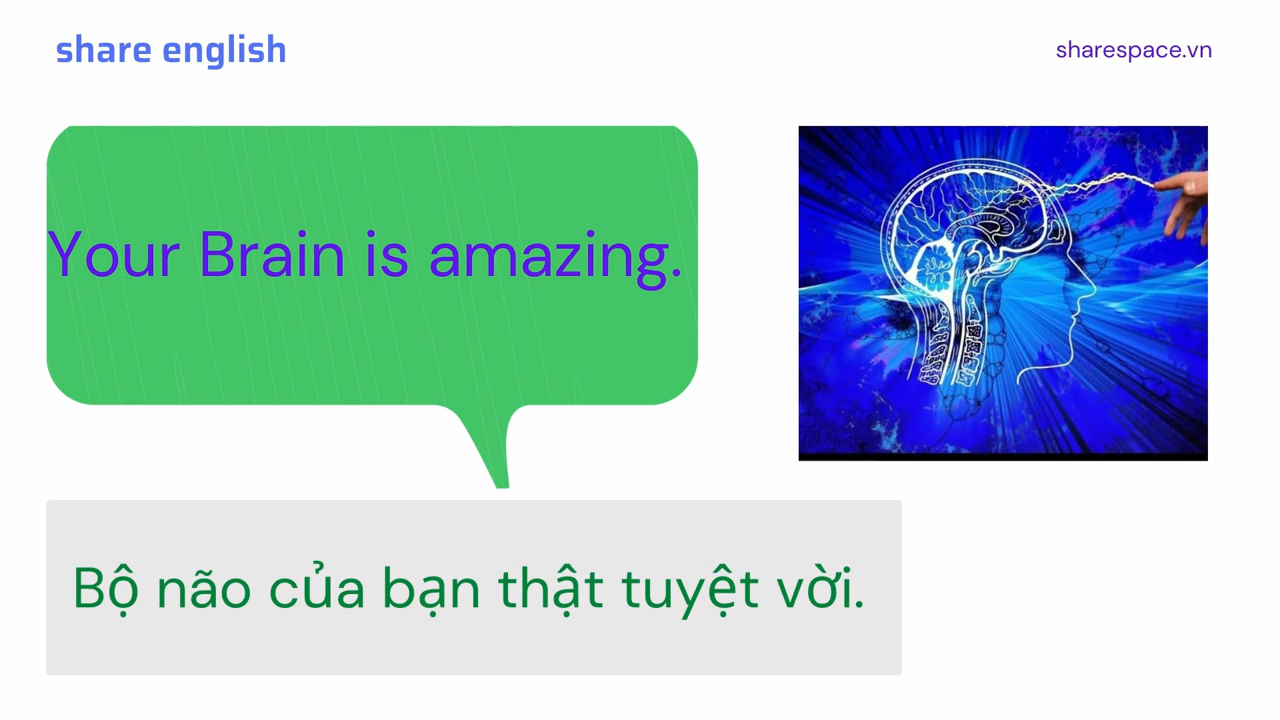 share english
sharespace.vn
Your Brain is amazing.
Bộ não của bạn thật tuyệt vời.